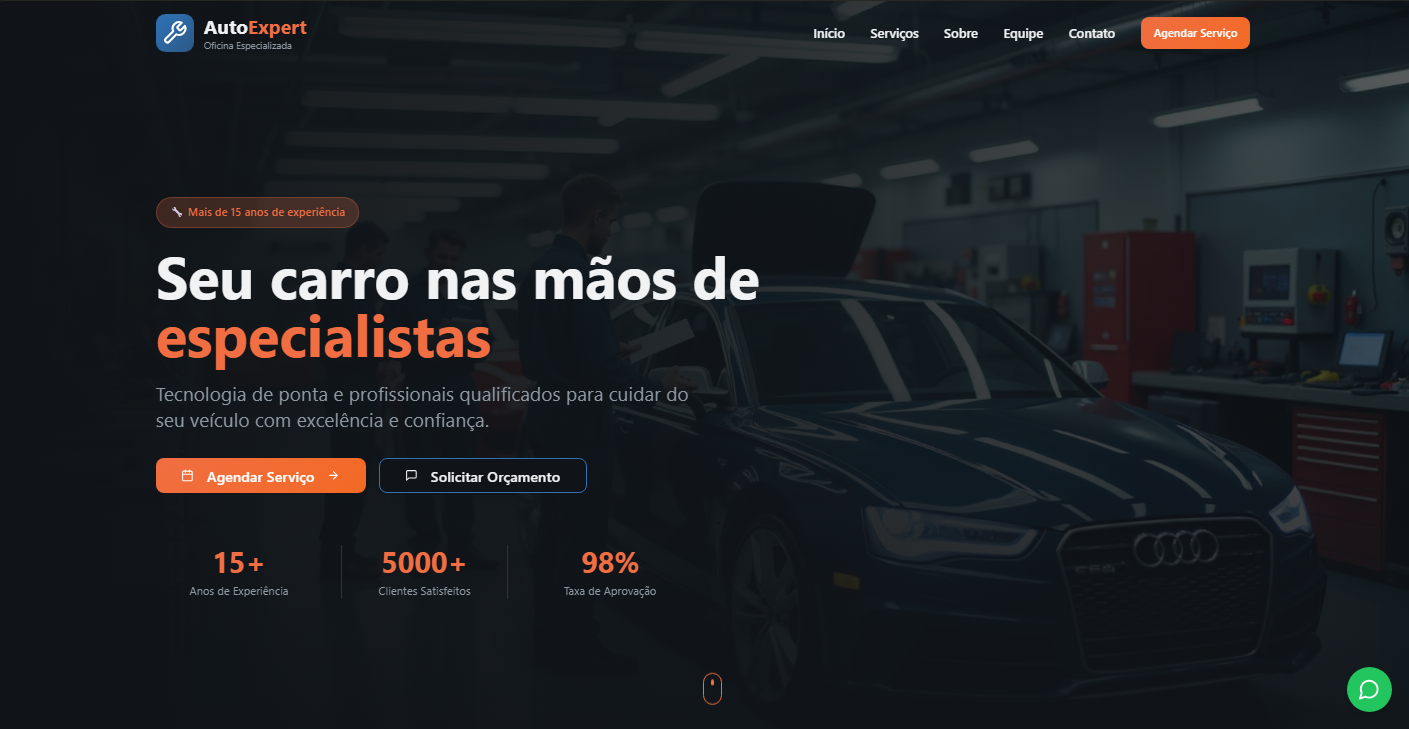 AutoExpert
Oficina Especializada
Início
Serviços
Sobre
Equipe
Contato
Agendar Serviço
Mais de 15 anos de experiência
Seu carro nas mãos de
especialistas
Tecnologia de ponta e profissionais qualificados para cuidar do
seu veículo com excelência e confiança.
Agendar Serviço
Solicitar Orçamento
15+
Anos de Experiência
5000+
Clientes Satisfeitos
98%
Taxa de Aprovação